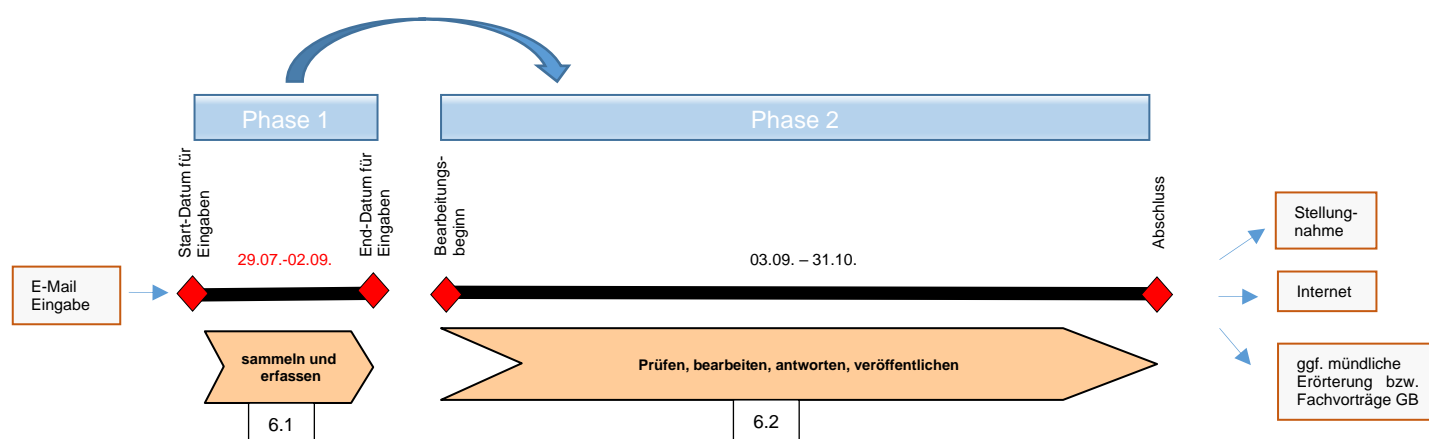 Phase 1
Phase 2
Start-Datum für
Eingaben
End-Datum für
Eingaben
Bearbeitungs-
beginn
Abschluss
29.07.-02.09.
03.09. – 31.10.
E-Mail
Eingabe
Stellung-
nahme
Internet
ggf. mündliche
Erörterung bzw.
Fachvorträge GB
sammeln und
erfassen
Prüfen, bearbeiten, antworten, veröffentlichen
6.1
6.2